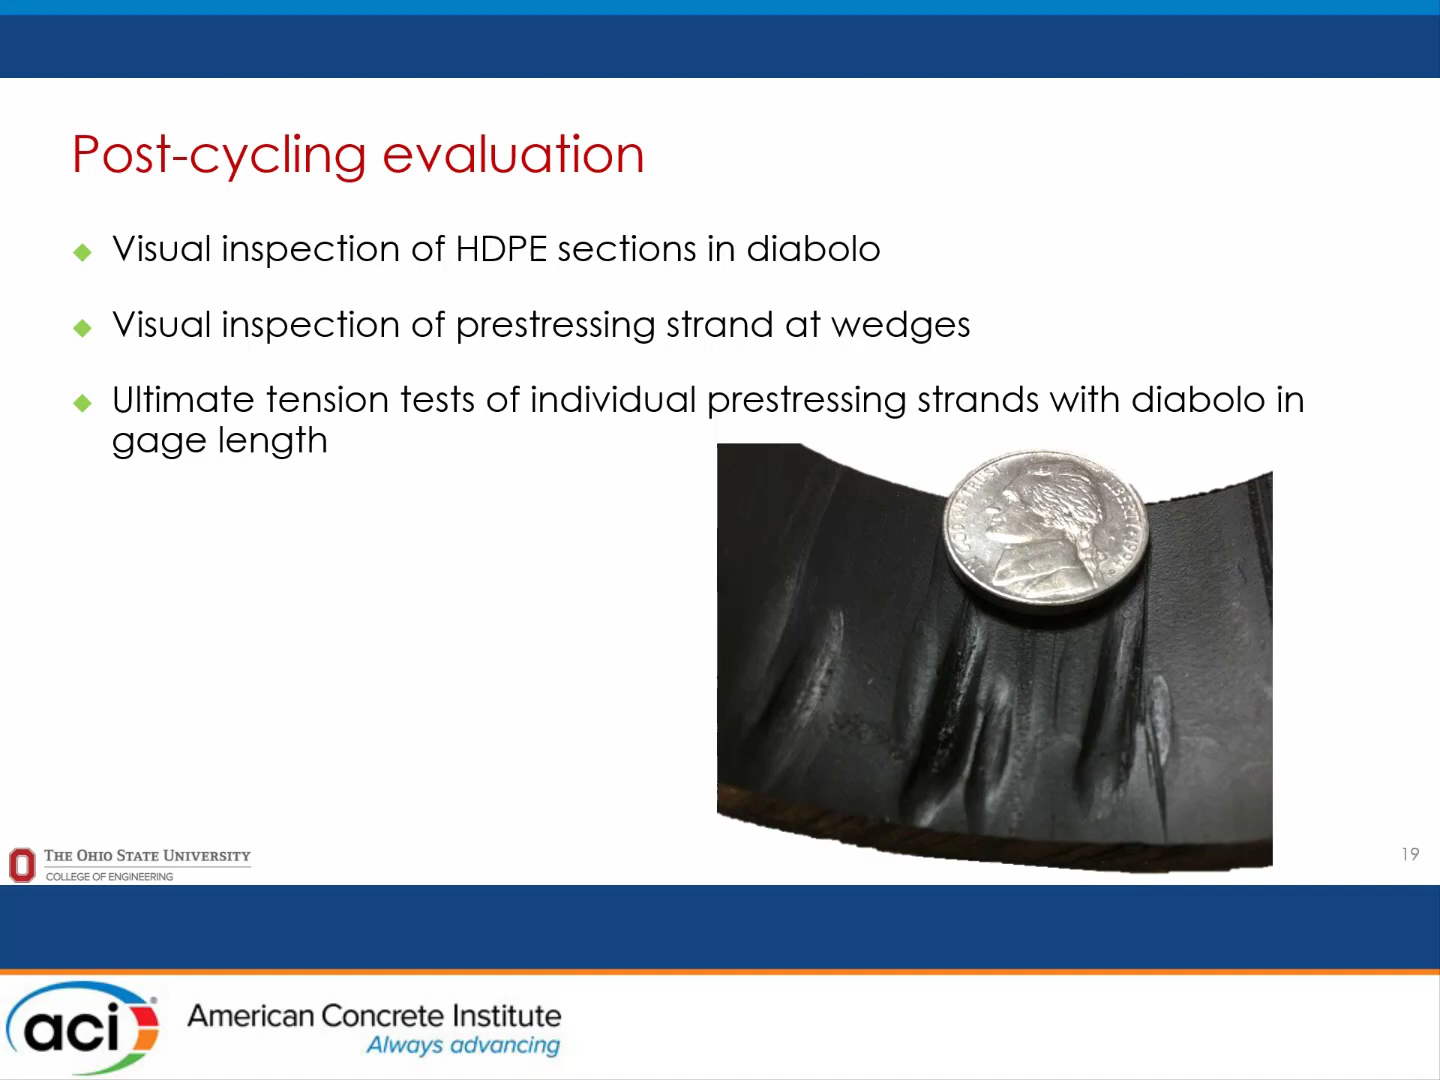 Post-cycling evaluation
Visual inspection of HDPE sections in diabolo
Visual inspection of prestressing strand at wedges
Ultimate tension tests of individual prestressing strands with diabolo in
gage length
IN GOD WE TRUST
LIBERTY
THE OHIO STATE UNIVERSITY
COLLEGE OF ENGINEERING
19
aci
American Concrete Institute
Always advancing